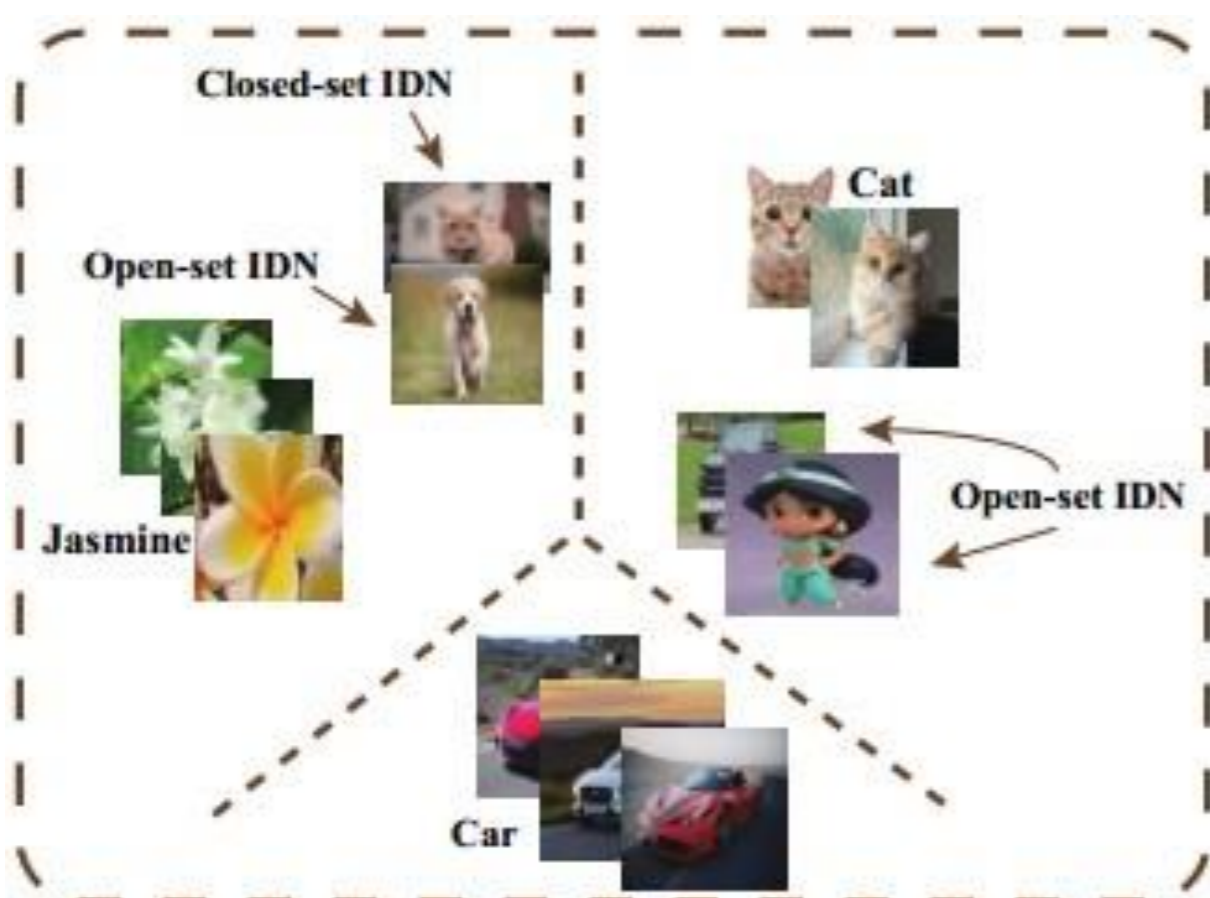 Closed-set IDN
Cat
Open-set IDN
Open-set IDN
Jasmine
Car